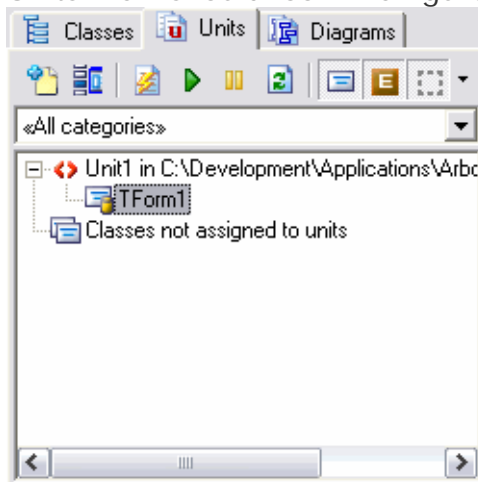 Classes Units Diagrams
E
«All categories»
Unit1 in C:\Development\Applications\Arbo
TForm1
Classes not assigned to units